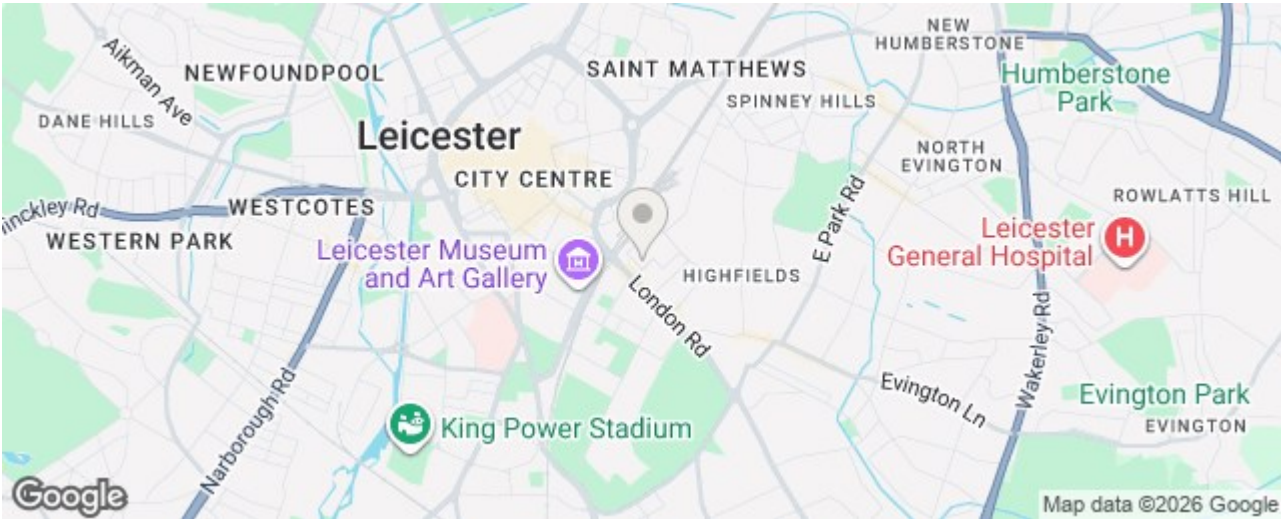 NEW
HUMBERSTONE
Aikman Ave
NEWFOUNDPOOL
SAINT MATTHEWS
Humberstone
Park
SPINNEY HILLS
DANE HILLS
Leicester
NORTH
EVINGTON
CITY CENTRE
E Park Rd
ROWLATTS HILL
inckley Rd
WESTCOTES
WESTERN PARK
Leicester Museum
and Art Gallery
M
Leicester
General Hospital
H
HIGHFIELDS
London Rd
Wakerley Rd
Narborough Rd
Evington Ln
Evington Park
EVINGTON
King Power Stadium
Google
Map data ©2026 Google